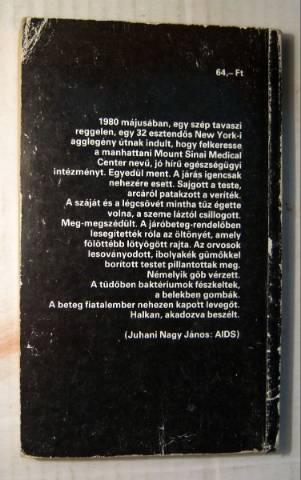 64,– Ft
1980 májusában, egy szép tavaszi
reggelen, egy 32 esztendős New York-i
agglegény útnak indult, hogy felkeresse
a manhattani Mount Sinai Medical
Center nevű, jó hírű egészségügyi
intézményt. Egyedül ment. A járás igencsak
nehezére esett. Sajgott a teste,
arcáról patakzott a veríték.
A száját és a légcsövét mintha tűz égette
volna, a szeme láztól csillogott.
Meg-megszédült. A járóbeteg-rendelőben
lesegítették róla az öltönyét, amely
fölöttébb lötyögött rajta. Az orvosok
lesoványodott, ibolyakék gümőkkel
borított testet pillantottak meg.
Némelyik göb vérzett.
A tüdőben baktériumok fészkeltek,
a belekben gombák.
A beteg fiatalember nehezen kapott levegőt.
Halkan, akadozva beszélt.
(Juhani Nagy János: AIDS)